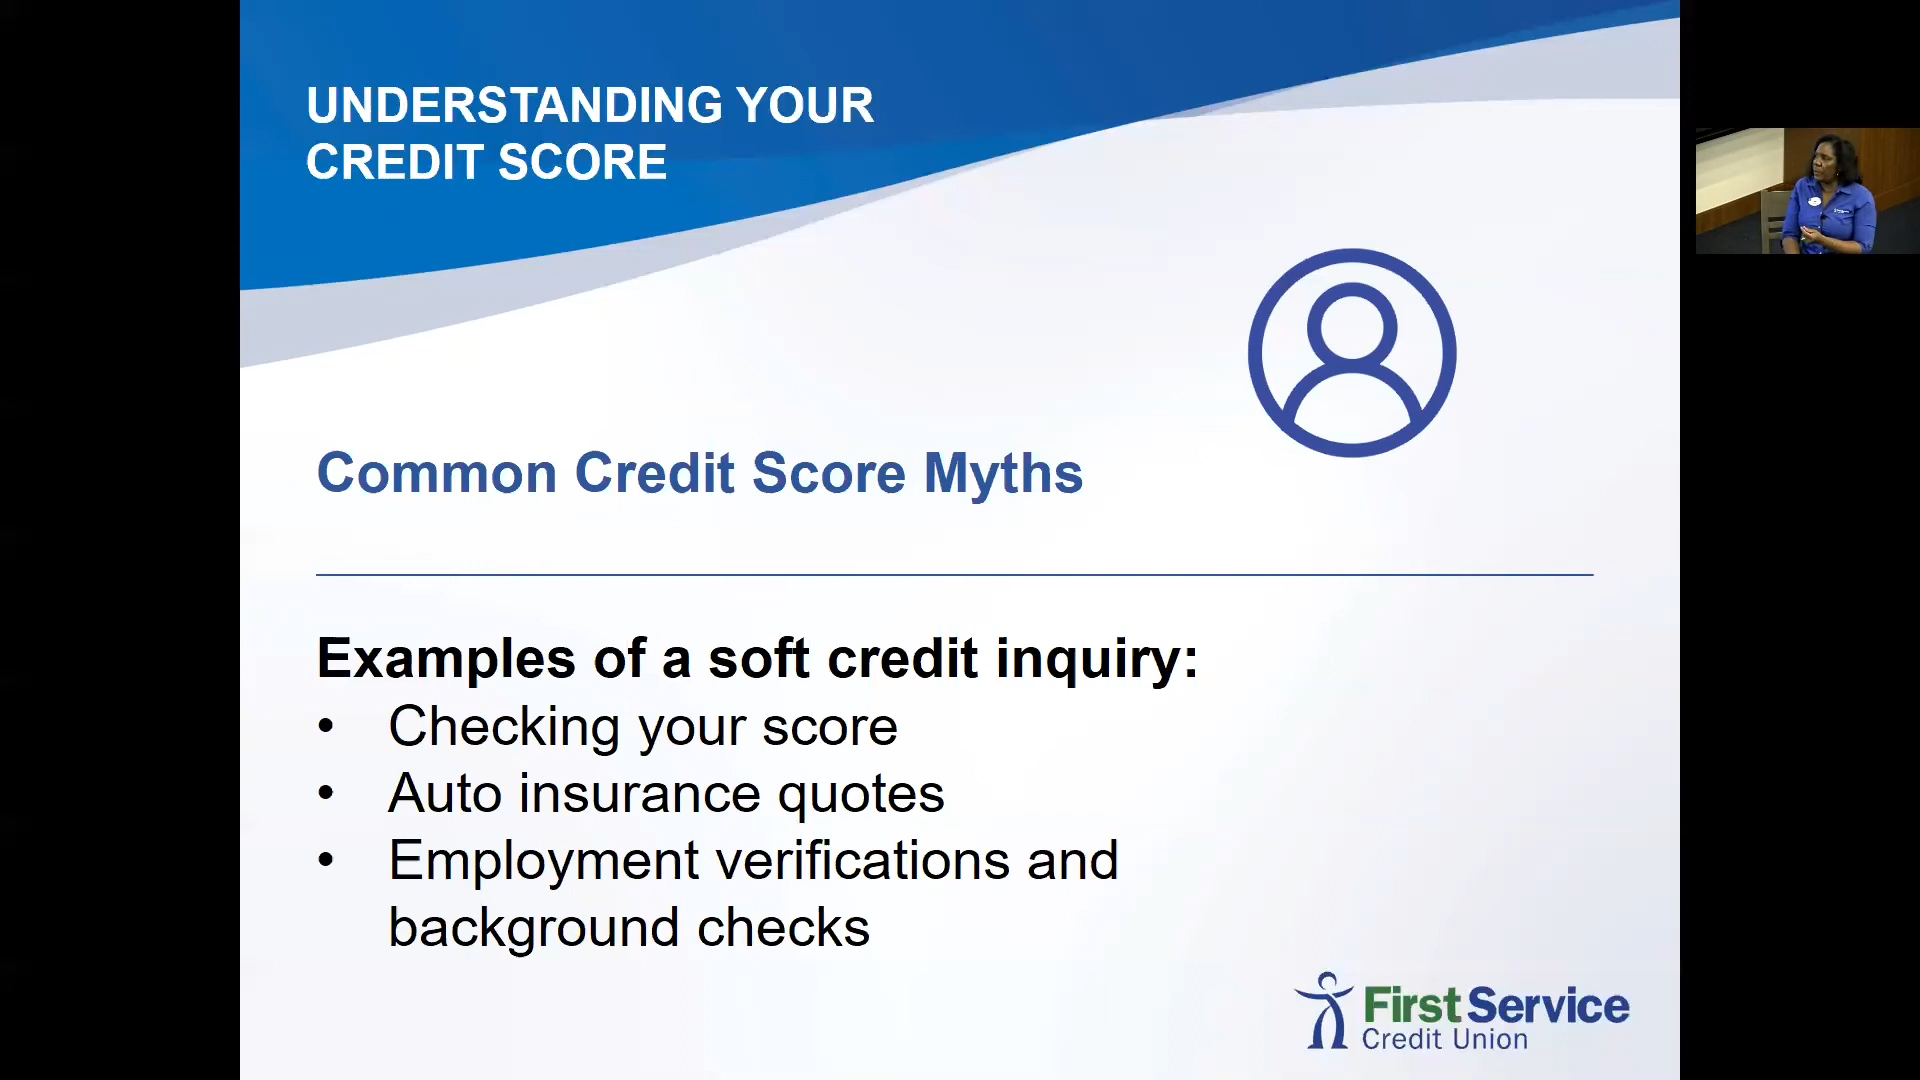 UNDERSTANDING YOUR
CREDIT SCORE
Common Credit Score Myths
Examples of a soft credit inquiry:
• Checking your score
• Auto insurance quotes
• Employment verifications and
background checks
First Service
Credit Union